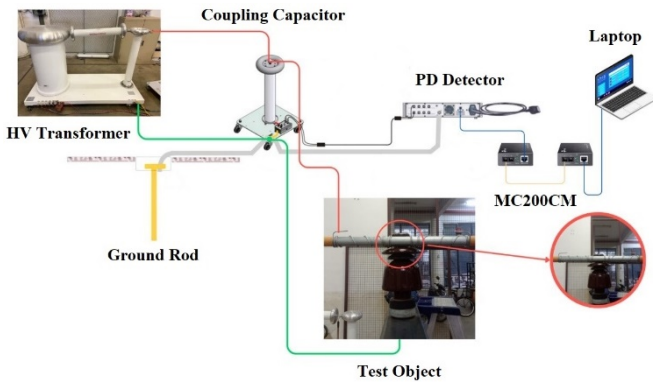 Coupling Capacitor
Laptop
PD Detector
HV Transformer
MC200CM
Ground Rod
Test Object